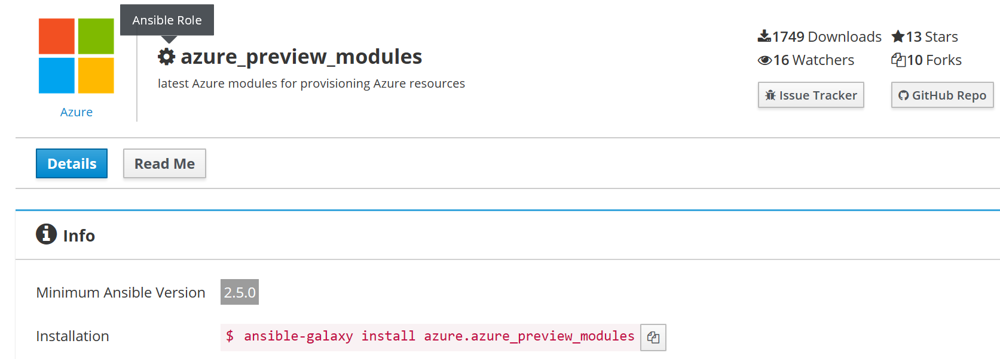 Ansible Role
azure_preview_modules
latest Azure modules for provisioning Azure resources
Azure
1749 Downloads
13 Stars
16 Watchers
10 Forks
Issue Tracker
GitHub Repo
Details
Read Me
Info
Minimum Ansible Version 2.5.0
Installation $ ansible-galaxy install azure.azure_preview_modules